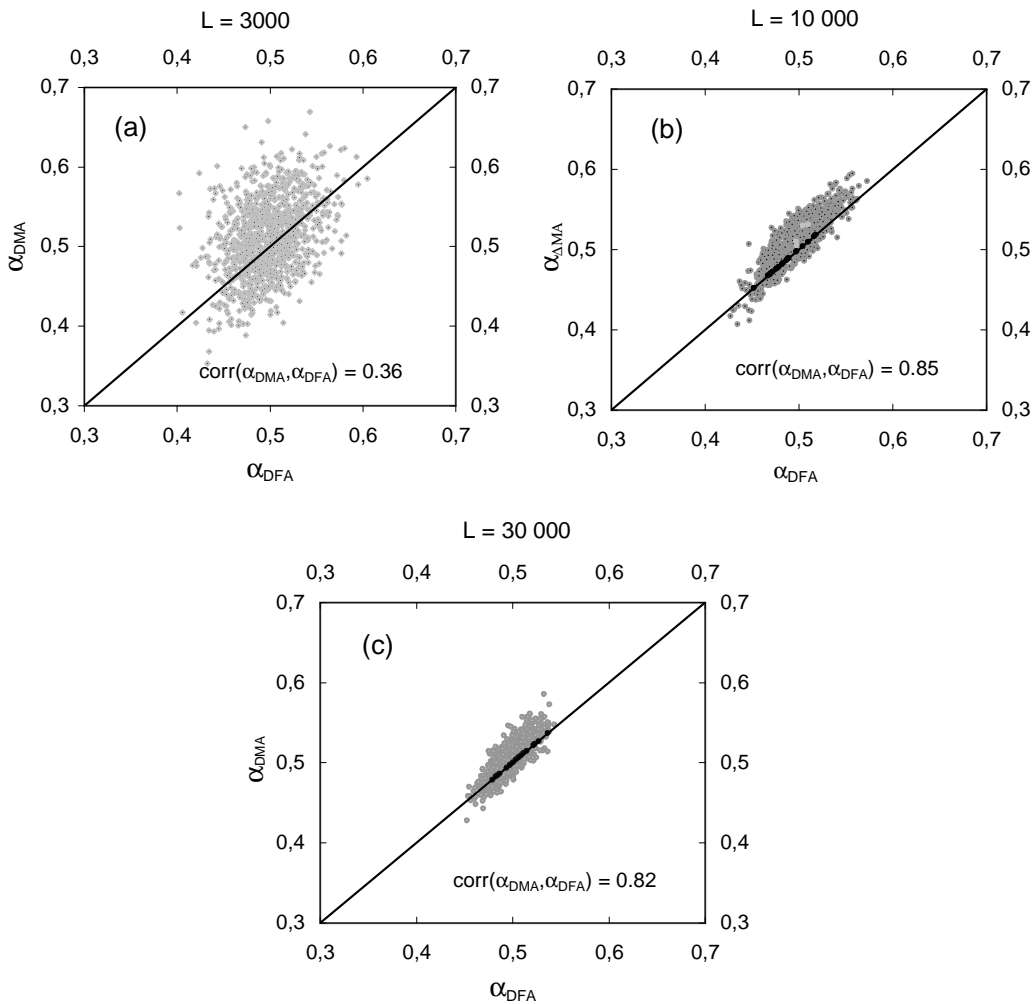 L = 3000
0,3 0,4 0,5 0,6 0,7
0,7 0,7
(a)
0,6 0,6
0,5 0,5
0,4 0,4
0,3 0,3
αDMA
corr(αDMA,αDFA) = 0.36
0,3 0,4 0,5 0,6 0,7
αDFA
L = 10 000
0,3 0,4 0,5 0,6 0,7
0,7 0,7
(b)
0,6 0,6
0,5 0,5
0,4 0,4
0,3 0,3
αΔMA
corr(αDMA,αDFA) = 0.85
0,3 0,4 0,5 0,6 0,7
αDFA
L = 30 000
0,3 0,4 0,5 0,6 0,7
0,7 0,7
(c)
0,6 0,6
0,5 0,5
0,4 0,4
0,3 0,3
αDMA
corr(αDMA,αDFA) = 0.82
0,3 0,4 0,5 0,6 0,7
αDFA